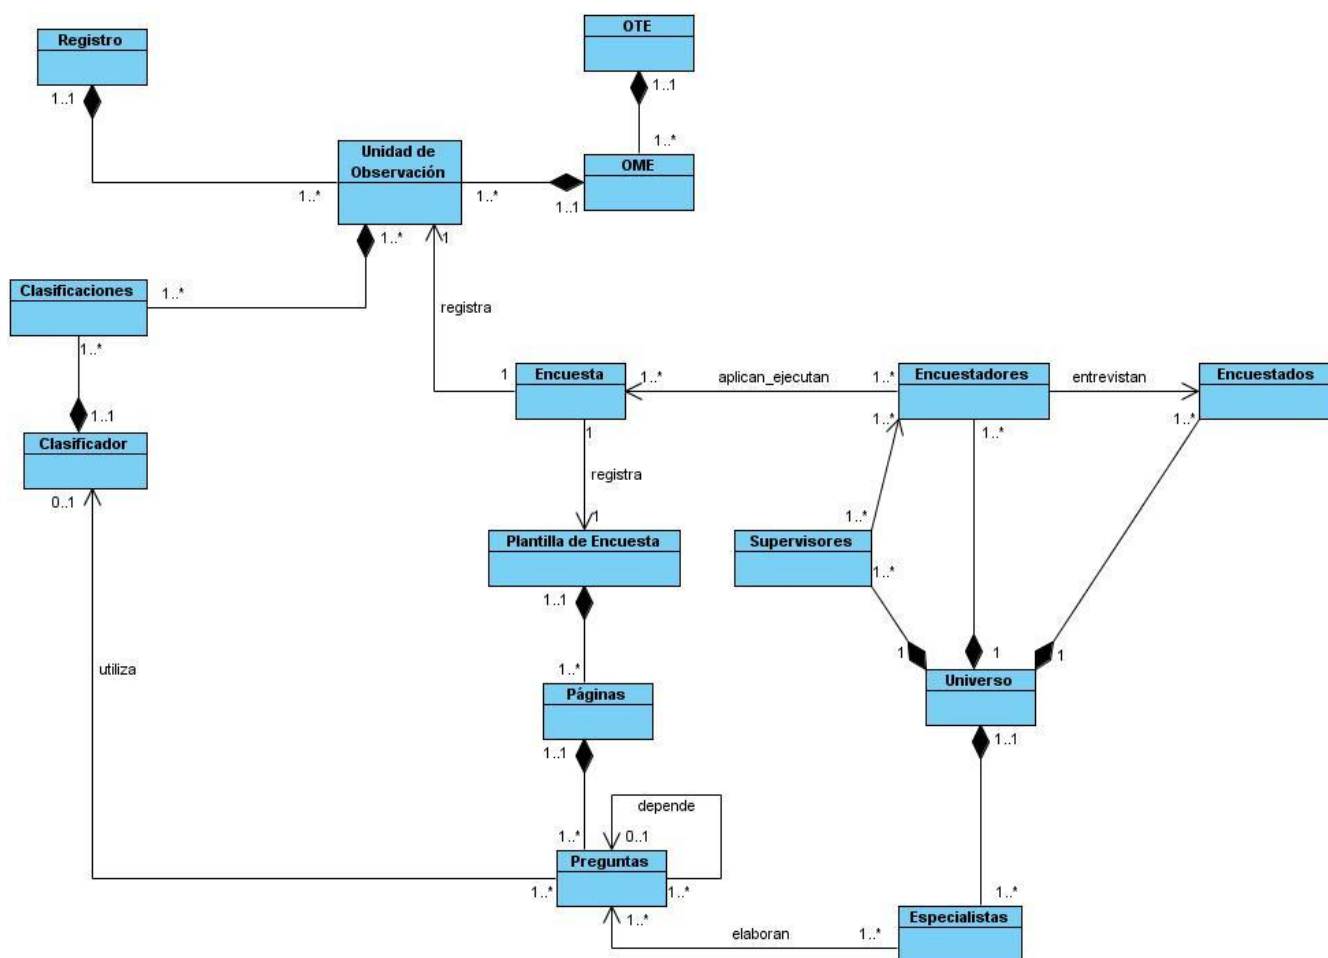 OTE
Registro
1..1
1..1
1..*
Unidad de
Observación
OME
1..*
1..*
1..1
1..*
1
Clasificaciones
1..*
registra
1..*
1
Encuesta
1..*
aplican_ejecutan
1..*
Encuestadores
entrevistan
Encuestados
1..1
1..*
1..*
1..*
Clasificador
1
registra
0..1
1..*
1
Plantilla de Encuesta
Supervisores
1..1
1..*
1
1
1
utiliza
1..*
Universo
Páginas
1..1
1..1
depende
1..*
0..1
Preguntas
1..*
1..*
1..*
Especialistas
1..*
elaboran
1..*